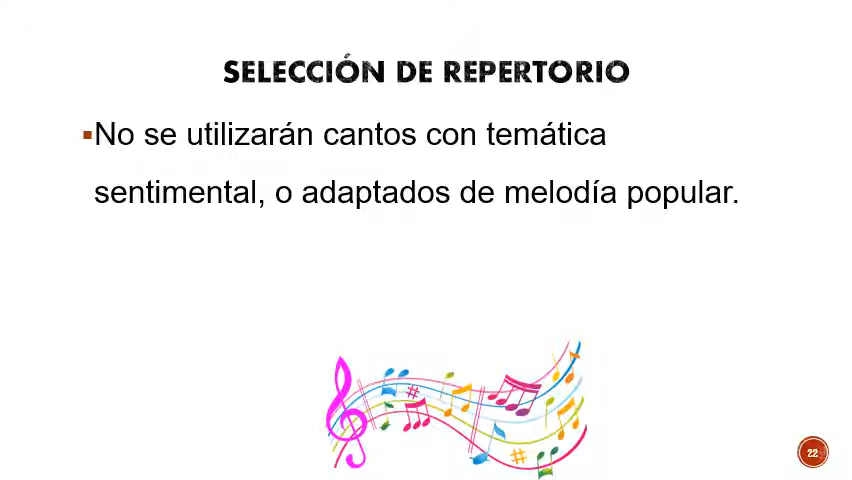 SELECCIÓN DE REPERTORIO
▪No se utilizarán cantos con temática
sentimental, o adaptados de melodía popular.
22